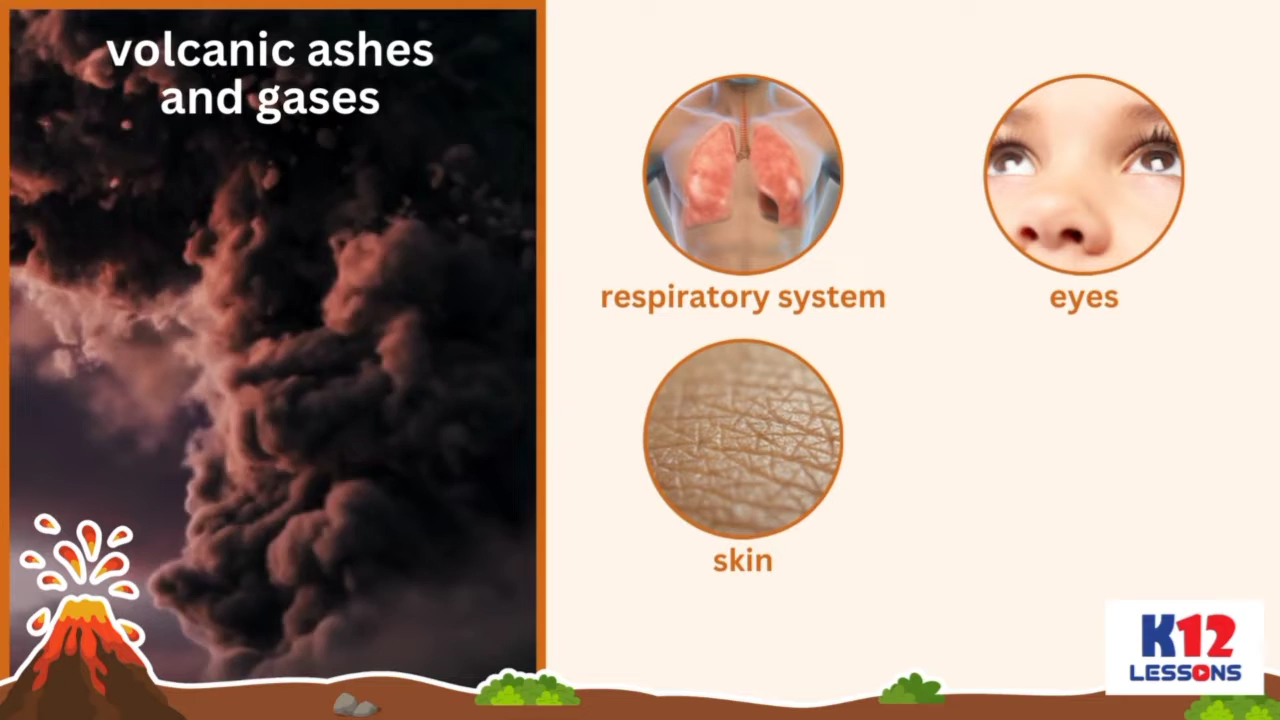 volcanic ashes
and gases
respiratory system
eyes
skin
K12
LESSONS